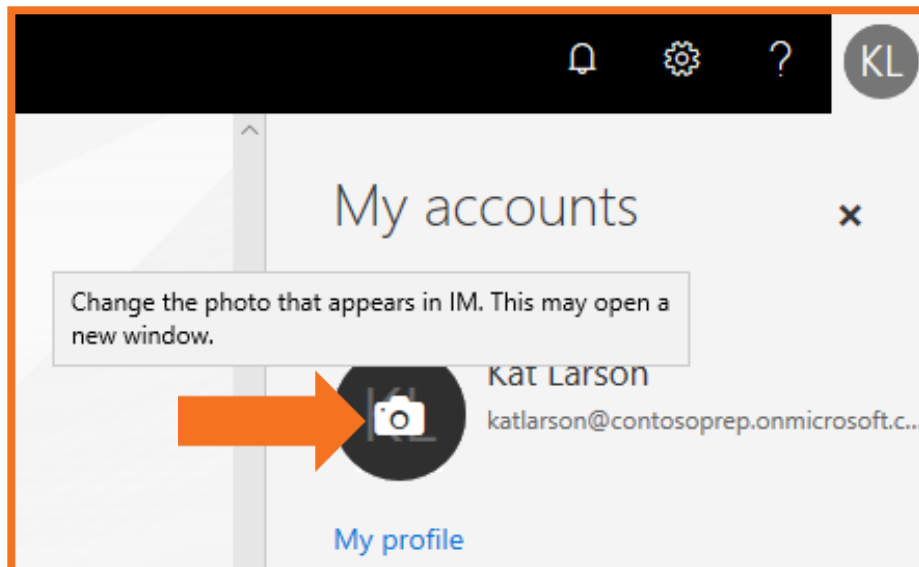 ? KL
My accounts
Change the photo that appears in IM. This may open a
new window.
Kat Larson
KL
katlarson@contosoprep.onmicrosoft.c...
My profile